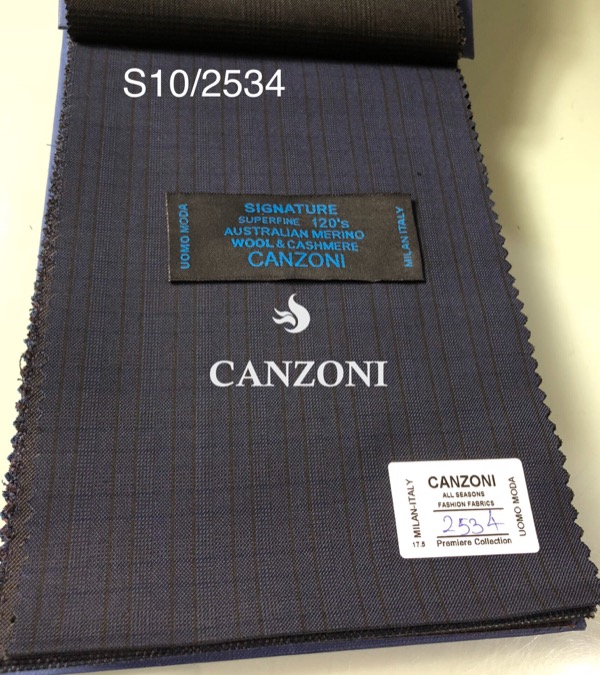 S10/2534
UOMO MODA
SIGNATURE
SUPERFINE 120's
AUSTRALIAN MERINO
WOOL & CASHMERE
CANZONI
MILAN ITALY
CANZONI
MILAN-ITALY
17.5
CANZONI
ALL SEASONS
FASHION FABRICS
2534
Premiere Collection
UOMO MODA